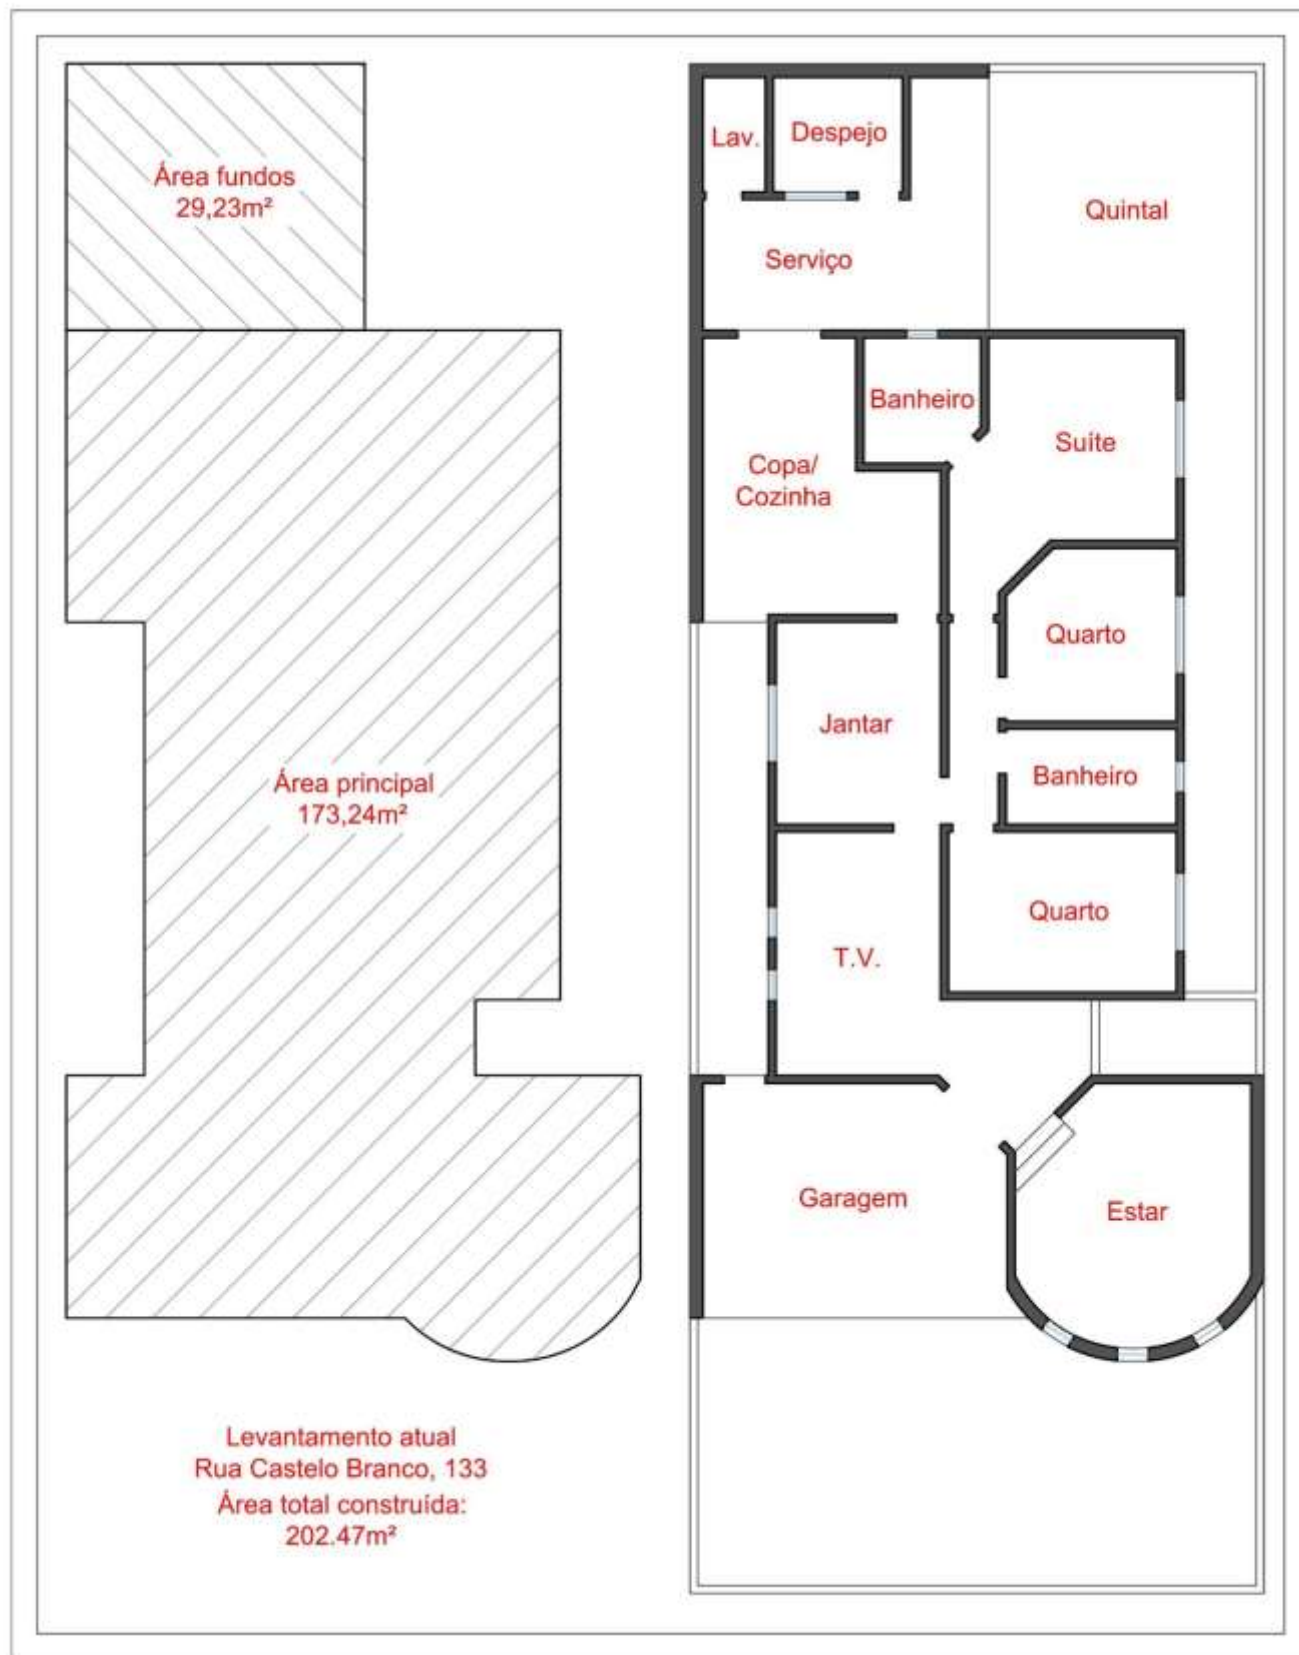 Área fundos
29,23m²
Área principal
173,24m²
Levantamento atual
Rua Castelo Branco, 133
Área total construída:
202.47m²
Lav.
Despejo
Quintal
Serviço
Banheiro
Suíte
Copa/
Cozinha
Quarto
Jantar
Banheiro
Quarto
T.V.
Garagem
Estar